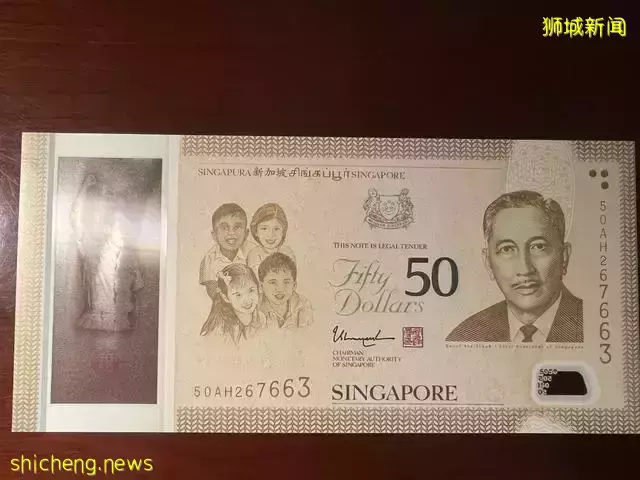 狮城新闻
SINGAPURA 新加坡 சிங்கப்பூர் SINGAPORE
THIS NOTE IS LEGAL TENDER
Fifty
Dollars
50
50AH267663
CHAIRMAN
MONETARY AUTHORITY
OF SINGAPORE
50AH267663
SINGAPORE
shicheng.news